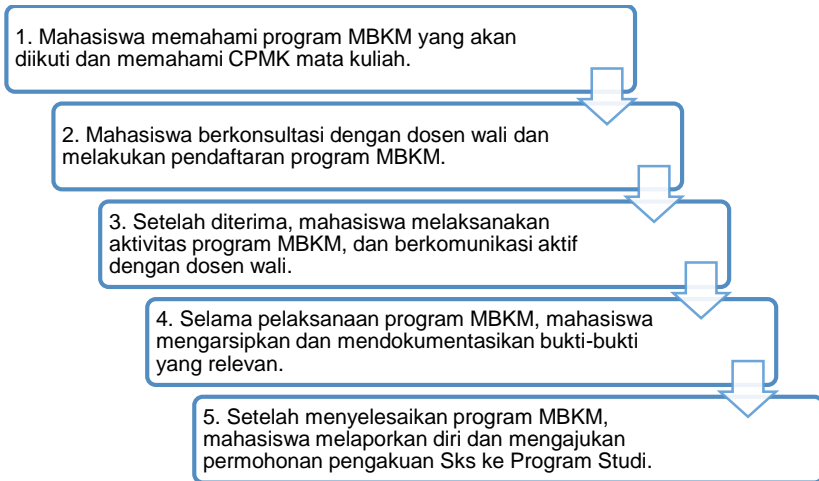 1. Mahasiswa memahami program MBKM yang akan
diikuti dan memahami CPMK mata kuliah.
2. Mahasiswa berkonsultasi dengan dosen wali dan
melakukan pendaftaran program MBKM.
3. Setelah diterima, mahasiswa melaksanakan
aktivitas program MBKM, dan berkomunikasi aktif
dengan dosen wali.
4. Selama pelaksanaan program MBKM, mahasiswa
mengarsipkan dan mendokumentasikan bukti-bukti
yang relevan.
5. Setelah menyelesaikan program MBKM,
mahasiswa melaporkan diri dan mengajukan
permohonan pengakuan Sks ke Program Studi.